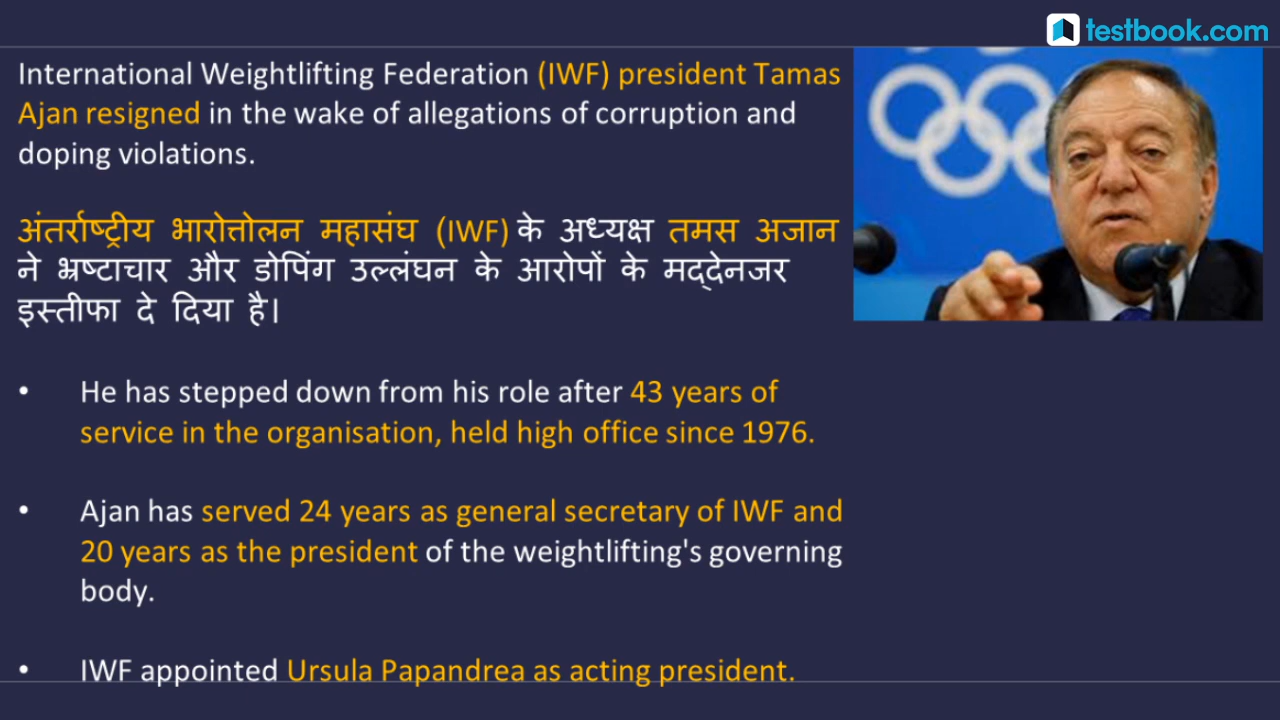 testbook.com
International Weightlifting Federation (IWF) president Tamas
Ajan resigned in the wake of allegations of corruption and
doping violations.
अंतर्राष्ट्रीय भारोत्तोलन महासंघ (IWF) के अध्यक्ष तमस अजान
ने भ्रष्टाचार और डोपिंग उल्लंघन के आरोपों के मद्देनजर
इस्तीफा दे दिया है।
• He has stepped down from his role after 43 years of
service in the organisation, held high office since 1976.
• Ajan has served 24 years as general secretary of IWF and
20 years as the president of the weightlifting's governing
body.
• IWF appointed Ursula Papandrea as acting president.